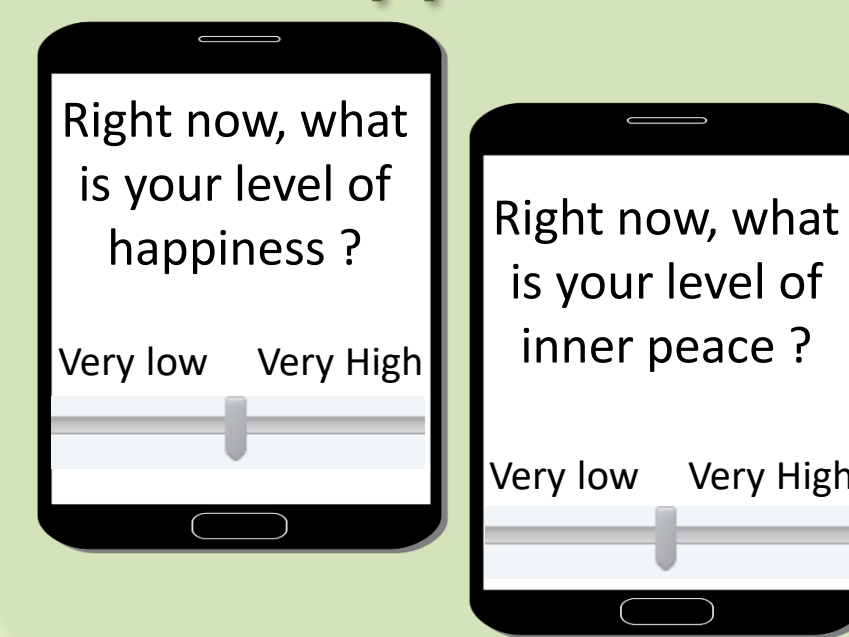 Right now, what
is your level of
happiness ?
Very low Very High
Right now, what
is your level of
inner peace ?
Very low Very High